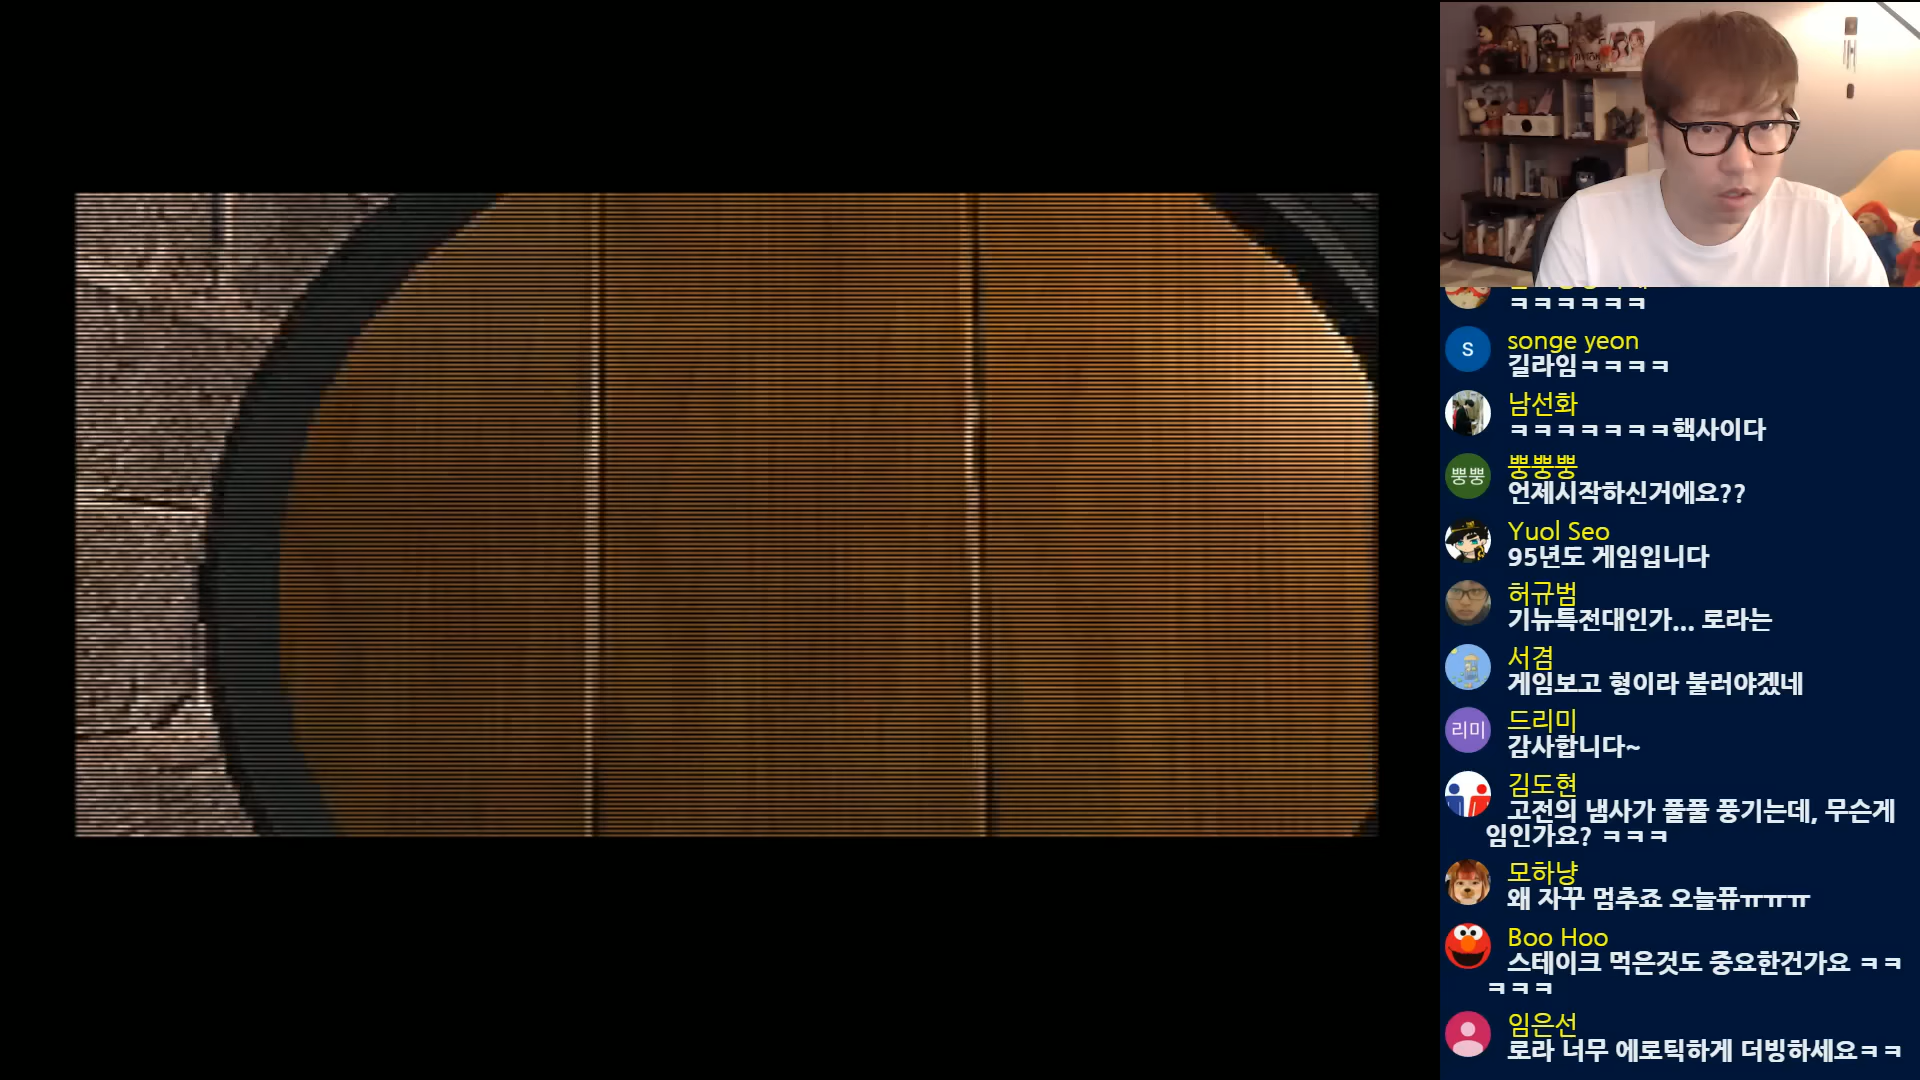 ㅋㅋㅋㅋㅋㅋ
S
songe yeon
길라임ㅋㅋㅋㅋ
남선화
ㅋㅋㅋㅋㅋㅋㅋ핵사이다
뿡뿡
뿡뿡뿡
언제시작하신거에요??
Yuol Seo
95년도 게임입니다
허규범
기뉴특전대인가... 로라는
서겸
게임보고 형이라 불러야겠네
리미
드리미
감사합니다~
김도현
고전의 냄사가 풀풀 풍기는데, 무슨게
임인가요? ㅋㅋㅋ
모하냥
왜 자꾸 멈추죠 오늘퓨ㅠㅠㅠ
Boo Hoo
스테이크 먹은것도 중요한건가요 ㅋㅋ
ㅋㅋㅋ
임은선
로라 너무 에로틱하게 더빙하세요ㅋㅋ